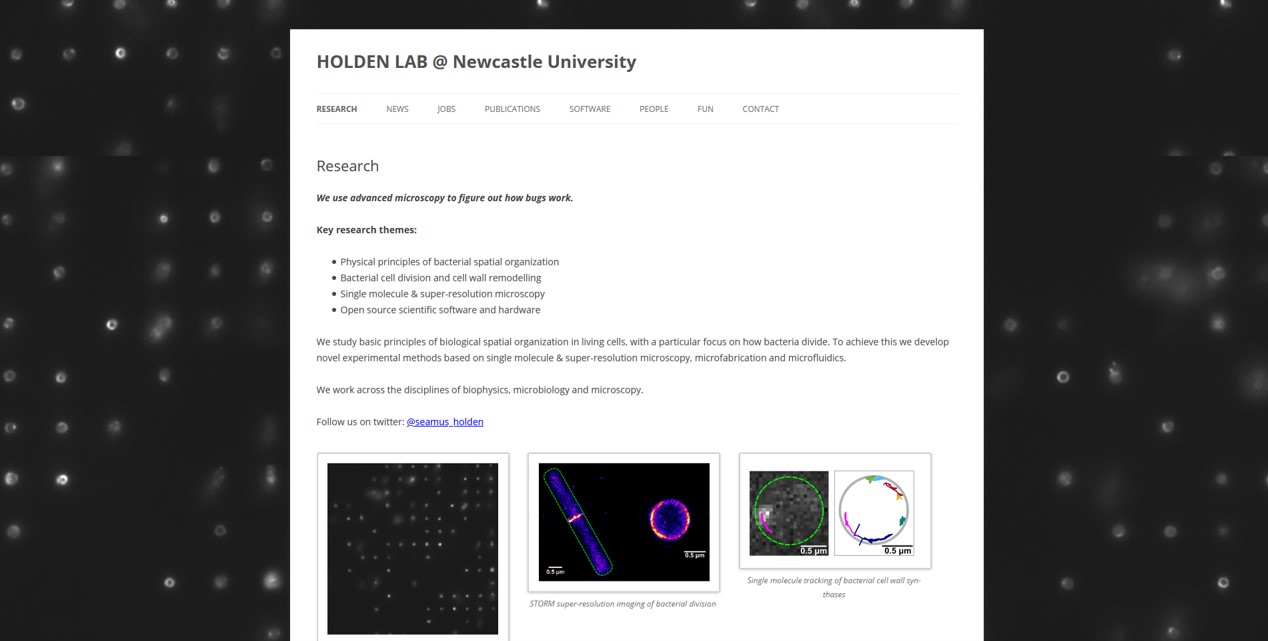 HOLDEN LAB @ Newcastle University
RESEARCH NEWS JOBS PUBLICATIONS SOFTWARE PEOPLE FUN CONTACT
Research
We use advanced microscopy to figure out how bugs work.
Key research themes:
Physical principles of bacterial spatial organization
Bacterial cell division and cell wall remodelling
Single molecule & super-resolution microscopy
Open source scientific software and hardware
We study basic principles of biological spatial organization in living cells, with a particular focus on how bacteria divide. To achieve this we develop
novel experimental methods based on single molecule & super-resolution microscopy, microfabrication and microfluidics.
We work across the disciplines of biophysics, microbiology and microscopy.
Follow us on twitter: @seamus_holden
0.5 µm
0.5 µm
0.5 µm
0.5 µm
STORM super-resolution imaging of bacterial division
Single molecule tracking of bacterial cell wall syn-
thases